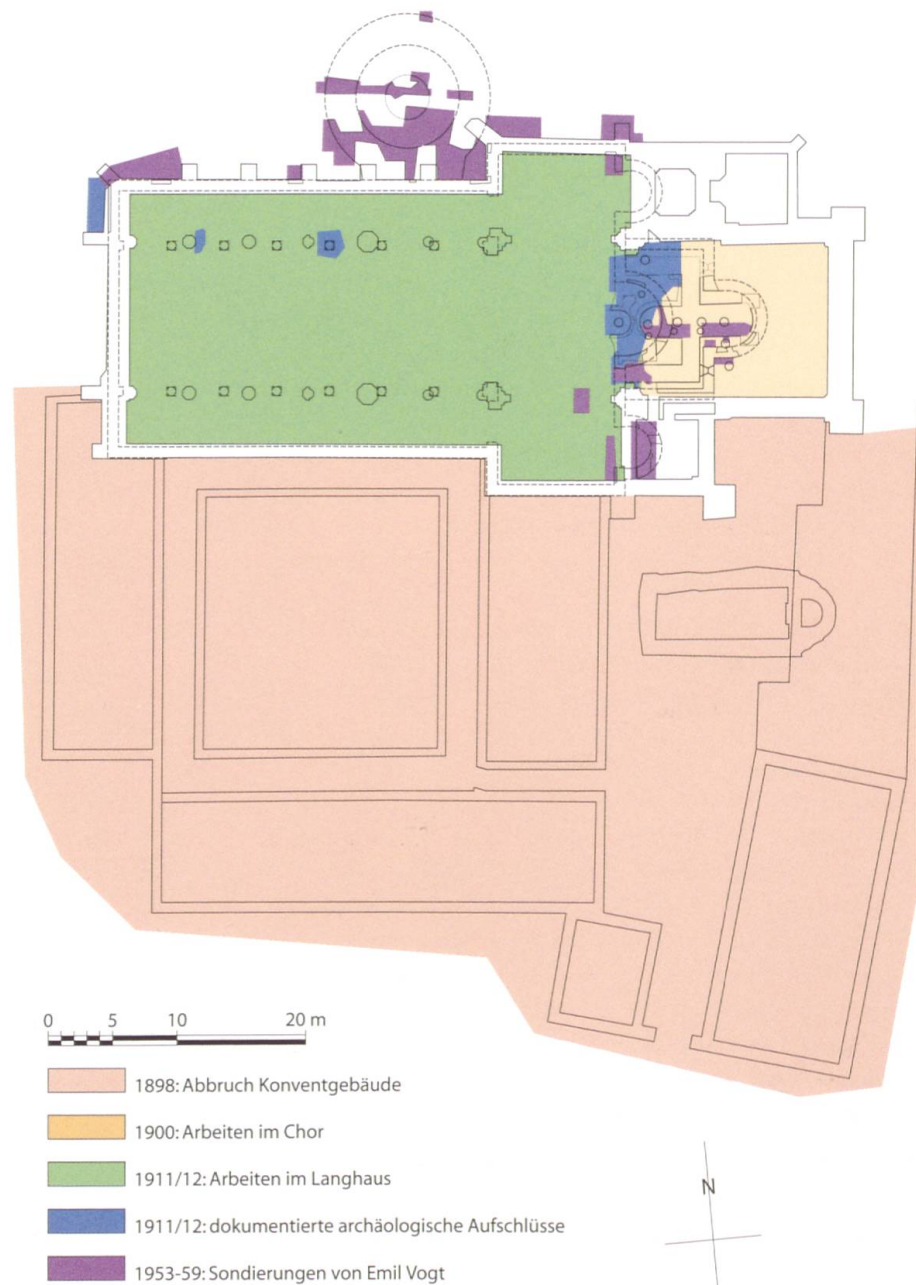 0 5 10 20 m
1898: Abbruch Konventgebäude
1900: Arbeiten im Chor
1911/12: Arbeiten im Langhaus
N
1911/12: dokumentierte archäologische Aufschlüsse
1953-59: Sondierungen von Emil Vogt